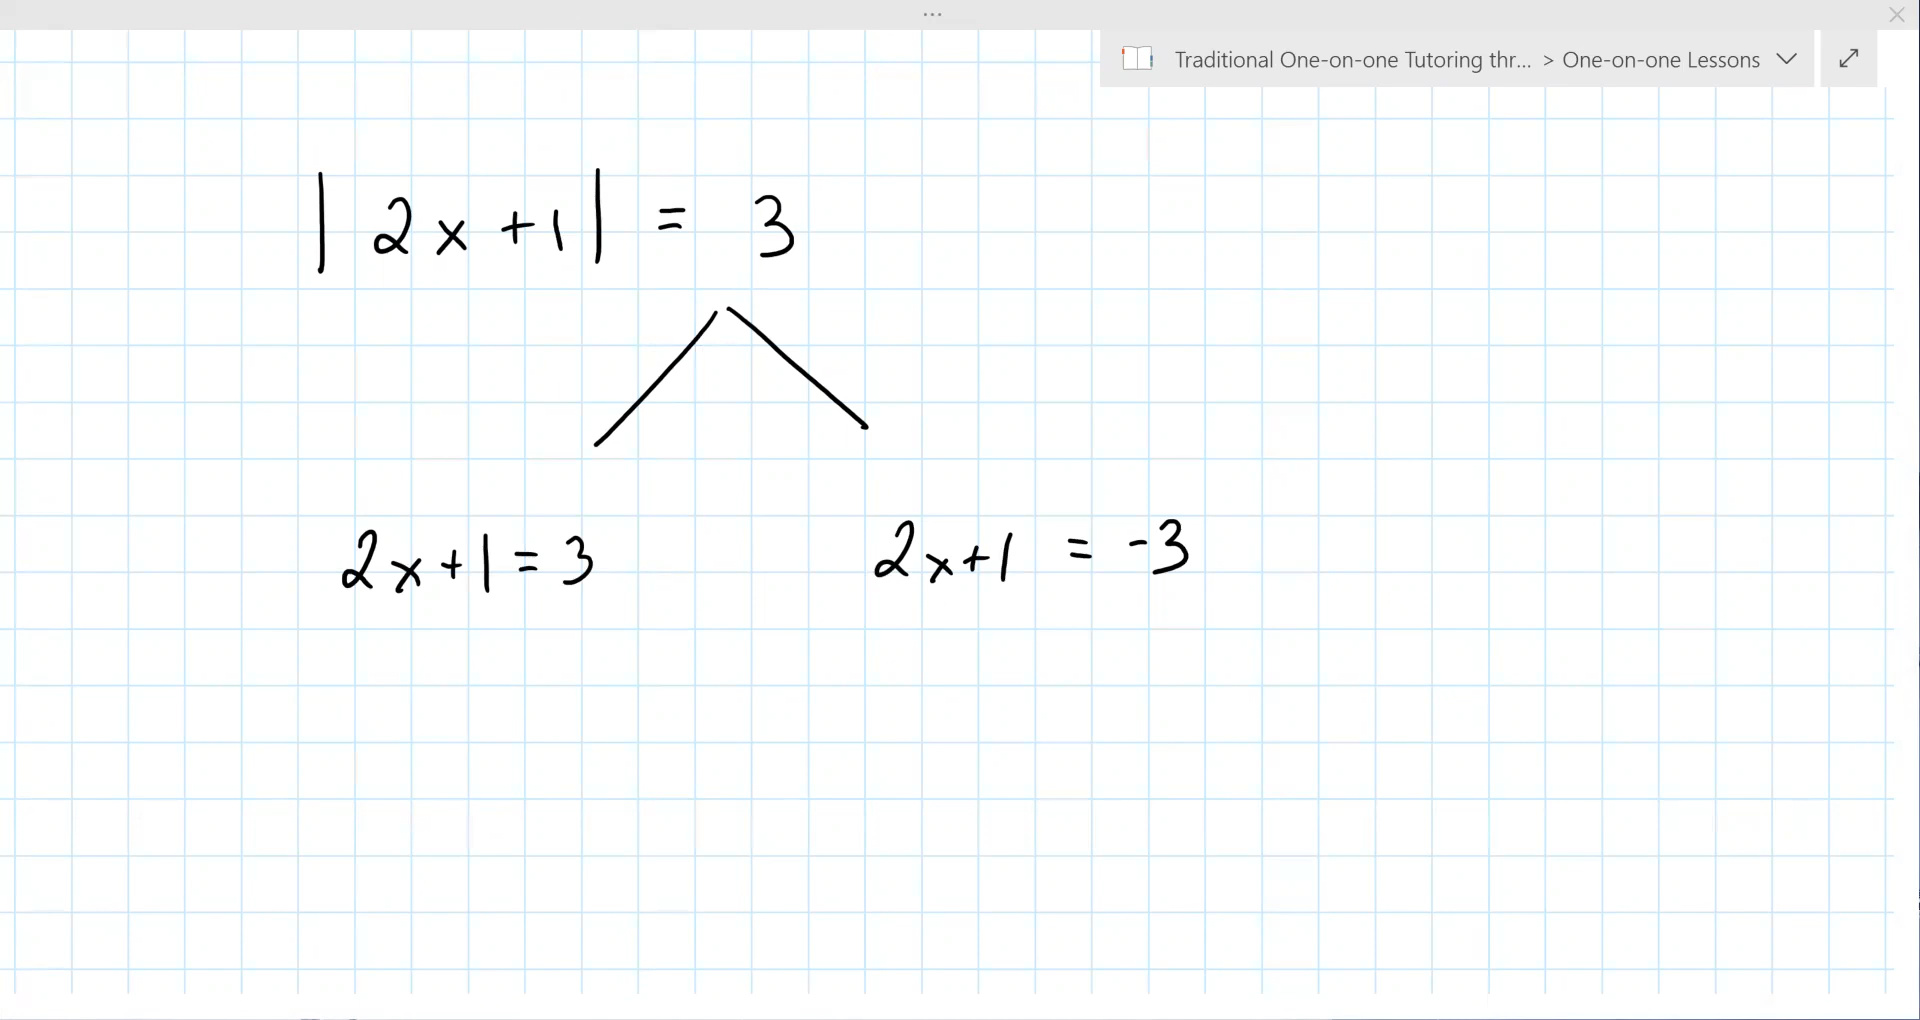 Traditional One-on-one Tutoring thr... > One-on-one Lessons
|2x+1| = 3
2x+1=3 2x+1 = -3